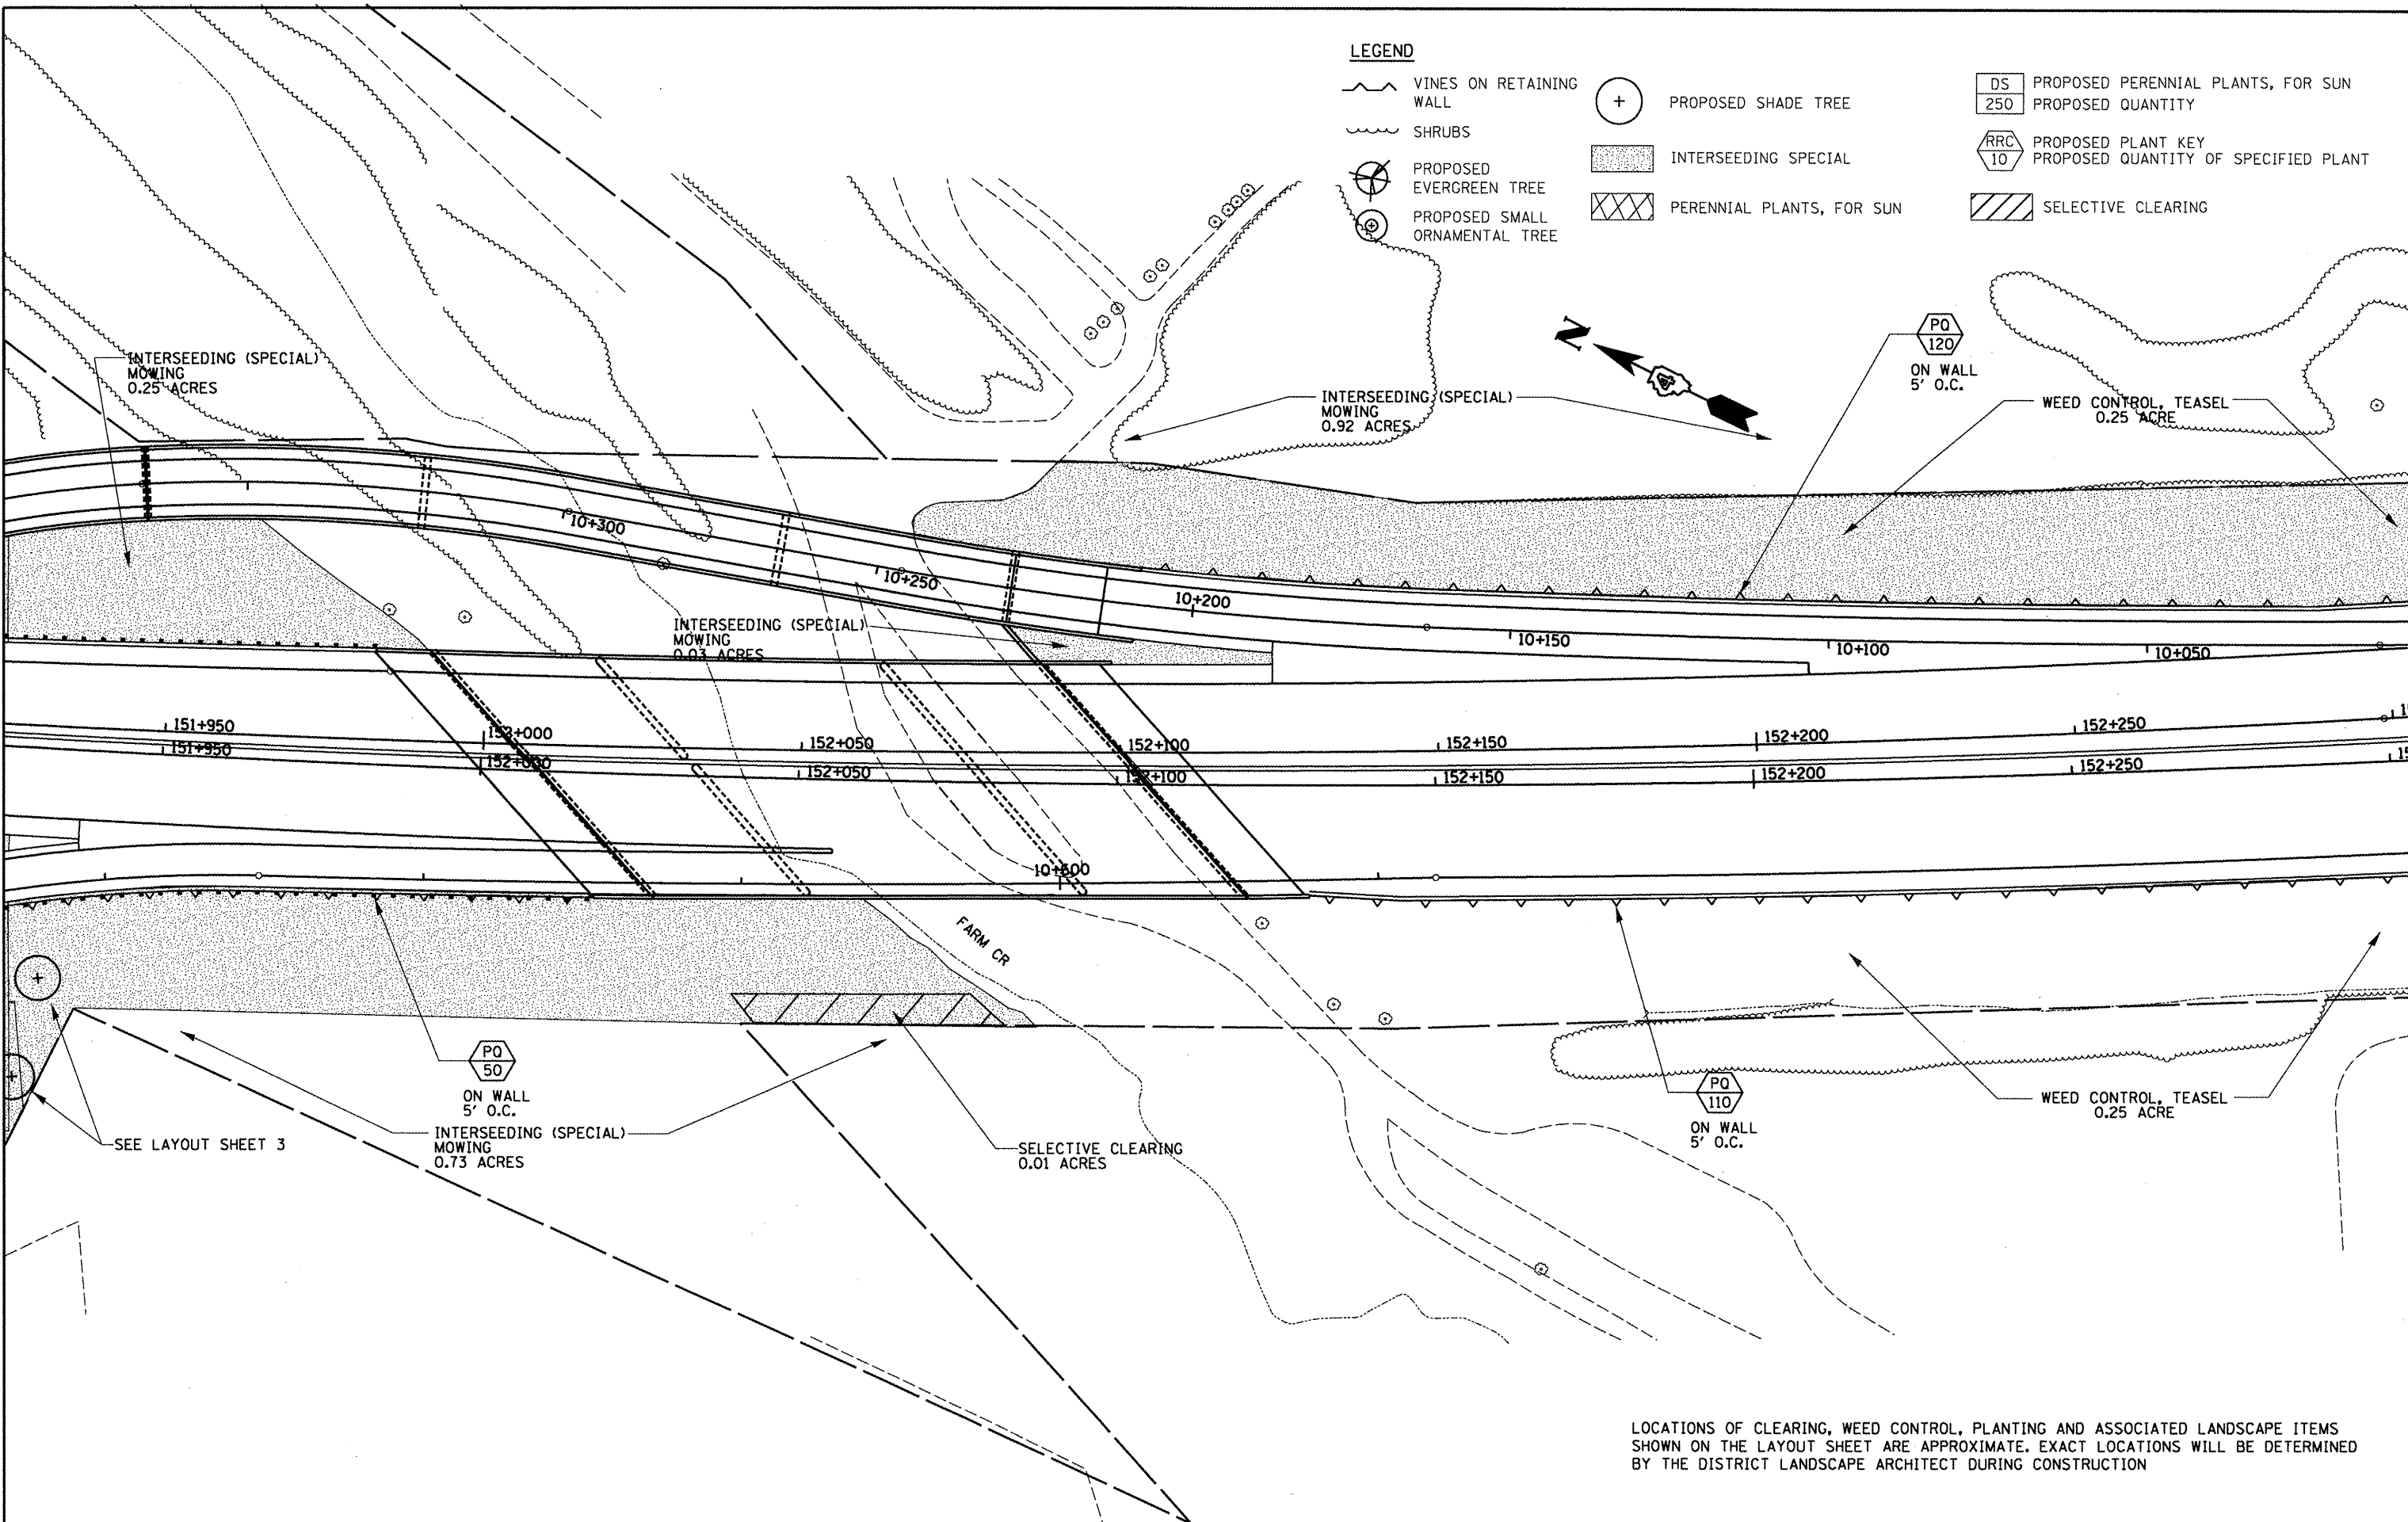 LEGEND
VINES ON RETAINING
WALL
SHRUBS
PROPOSED
EVERGREEN TREE
PROPOSED SMALL
ORNAMENTAL TREE
PROPOSED SHADE TREE
INTERSEEDING SPECIAL
PERENNIAL PLANTS, FOR SUN
DS PROPOSED PERENNIAL PLANTS, FOR SUN
250 PROPOSED QUANTITY
RRC PROPOSED PLANT KEY
10 PROPOSED QUANTITY OF SPECIFIED PLANT
SELECTIVE CLEARING
N
INTERSEEDING (SPECIAL)
MOWING
0.25 ACRES
INTERSEEDING (SPECIAL)
MOWING
0.92 ACRES
PQ
120
ON WALL
5' O.C.
WEED CONTROL, TEASEL
0.25 ACRE
10+300
10+250
10+200
10+150
10+100
10+050
INTERSEEDING (SPECIAL)
MOWING
0.03 ACRES
151+950
152+000
152+050
152+100
152+150
152+200
152+250
151+950
152+000
152+050
152+100
152+150
152+200
152+250
10+600
FARM CR
PQ
50
ON WALL
5' O.C.
SEE LAYOUT SHEET 3
INTERSEEDING (SPECIAL)
MOWING
0.73 ACRES
SELECTIVE CLEARING
0.01 ACRES
PQ
110
ON WALL
5' O.C.
WEED CONTROL, TEASEL
0.25 ACRE
LOCATIONS OF CLEARING, WEED CONTROL, PLANTING AND ASSOCIATED LANDSCAPE ITEMS
SHOWN ON THE LAYOUT SHEET ARE APPROXIMATE. EXACT LOCATIONS WILL BE DETERMINED
BY THE DISTRICT LANDSCAPE ARCHITECT DURING CONSTRUCTION